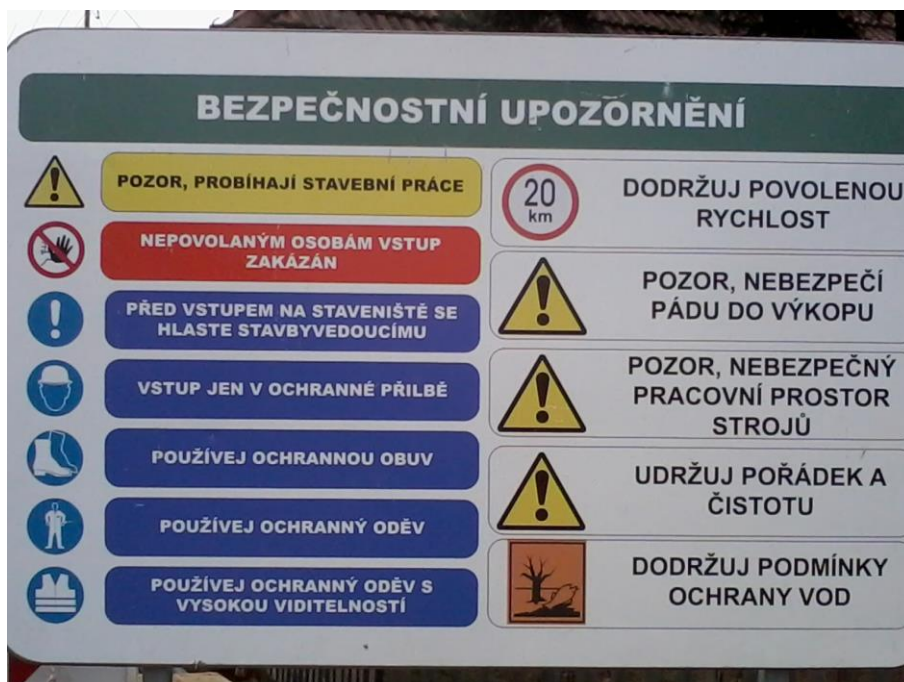 BEZPEČNOSTNÍ UPOZORNĚNÍ
POZOR, PROBÍHAJÍ STAVEBNÍ PRÁCE
NEPOVOLANÝM OSOBÁM VSTUP
ZAKÁZÁN
PŘED VSTUPEM NA STAVENIŠTĚ SE
HLASTE STAVBYVEDOUCÍMU
VSTUP JEN V OCHRANNÉ PŘILBĚ
POUŽÍVEJ OCHRANNOU OBUV
POUŽÍVEJ OCHRANNÝ ODĚV
POUŽÍVEJ OCHRANNÝ ODĚV S
VYSOKOU VIDITELNOSTÍ
20
km
DODRŽUJ POVOLENOU
RYCHLOST
POZOR, NEBEZPEČÍ
PÁDU DO VÝKOPU
POZOR, NEBEZPEČNÝ
PRACOVNÍ PROSTOR
STROJŮ
UDRŽUJ POŘÁDEK A
ČISTOTU
DODRŽUJ PODMÍNKY
OCHRANY VOD